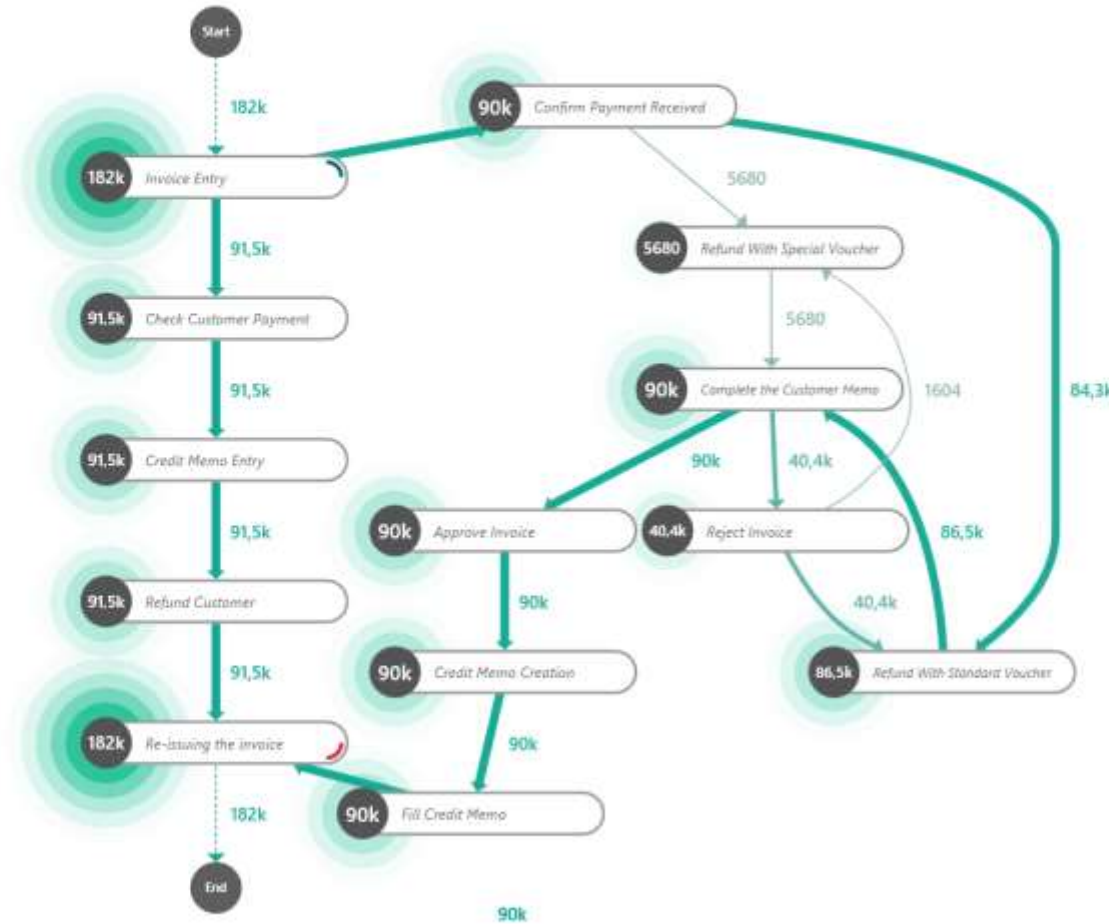 Start
182k
90k Confirm Payment Received
182k Invoice Entry
5680
91,5k
5680 Refund With Special Voucher
91,5k Check Customer Payment
5680
91,5k
90k Complete the Customer Memo
1604
84,3k
91,5k Credit Memo Entry
90k
40,4k
91,5k
90k Approve Invoice
40,4k Reject Invoice
86,5k
91,5k Refund Customer
90k
40,4k
91,5k
90k Credit Memo Creation
86,5k Refund With Standard Voucher
182k Re-issuing the invoice
90k
182k
90k Fill Credit Memo
End
90k